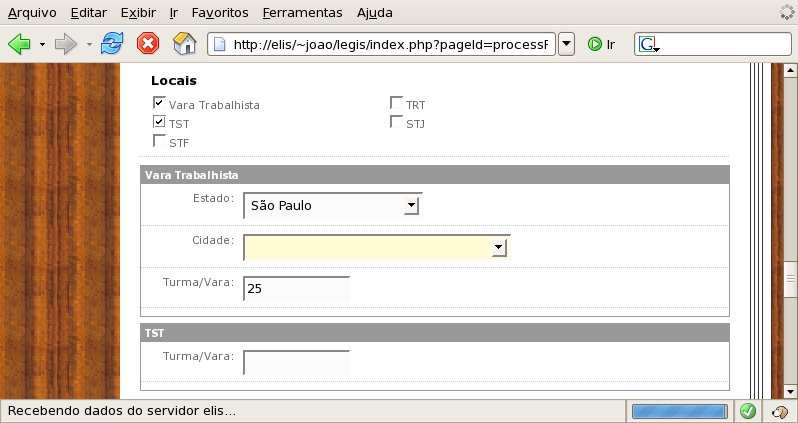 Arquivo Editar Exibir Ir Favoritos Ferramentas Ajuda
http://elis/~joao/legis/index.php?pageId=processF Ir G
Locais
Vara Trabalhista TRT
TST STJ
STF
Vara Trabalhista
Estado: São Paulo
Cidade:
Turma/Vara: 25
TST
Turma/Vara:
Recebendo dados do servidor elis...